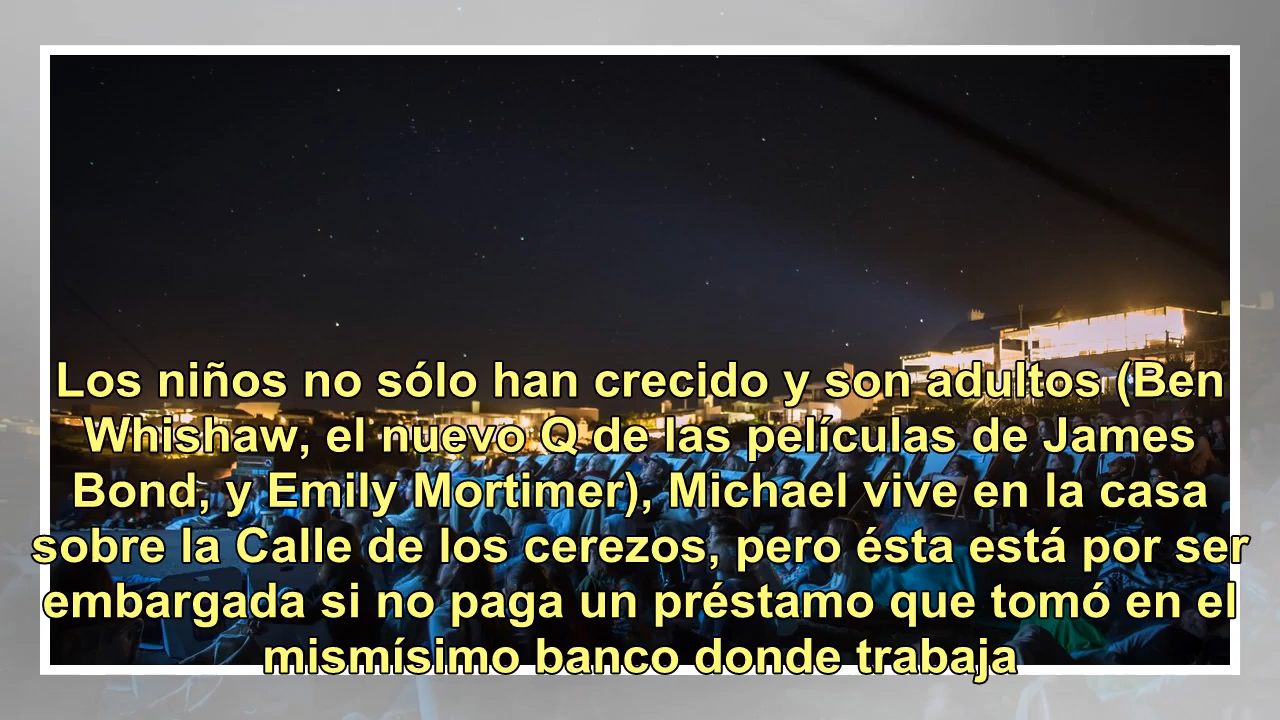 Los niños no sólo han crecido y son adultos (Ben
Whishaw, el nuevo Q de las películas de James
Bond, y Emily Mortimer), Michael vive en la casa
sobre la Calle de los cerezos, pero ésta está por ser
embargada si no paga un préstamo que tomó en el
mismísimo banco donde trabaja